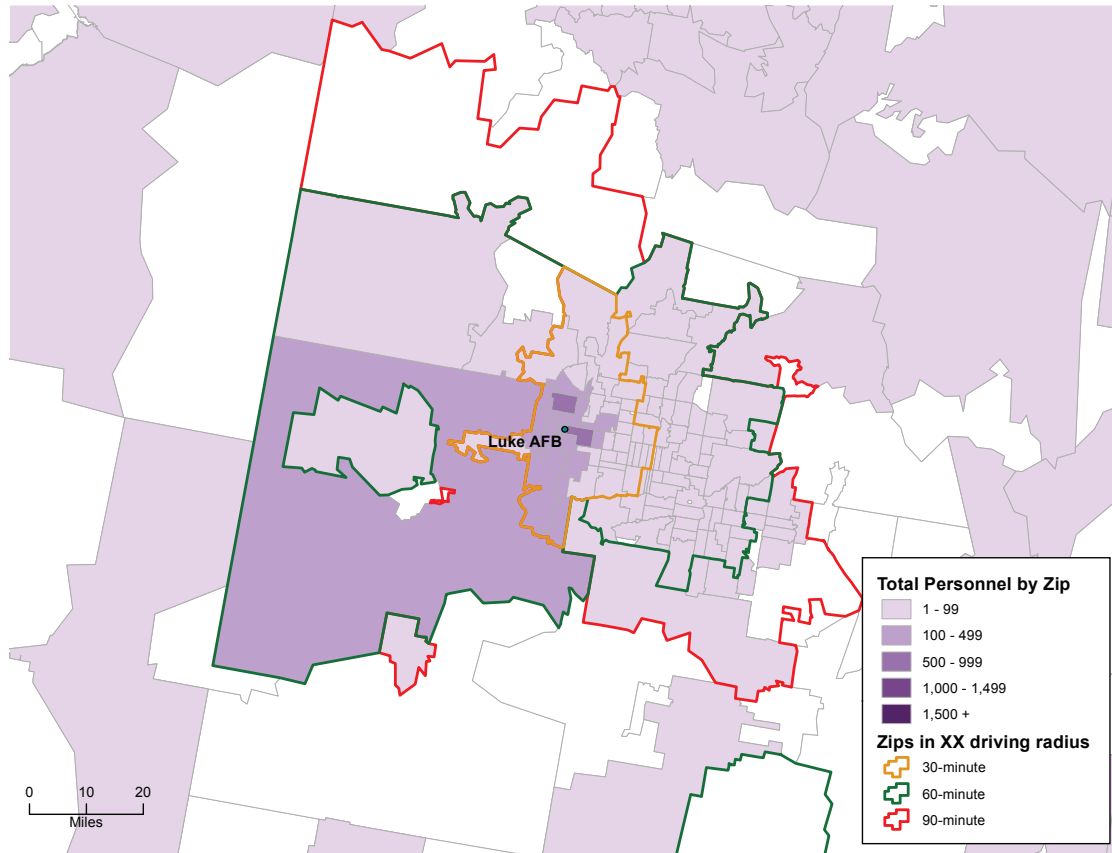 Luke AFB
Total Personnel by Zip
1 - 99
100 - 499
500 - 999
1,000 - 1,499
1,500 +
Zips in XX driving radius
30-minute
60-minute
90-minute
0 10 20
Miles